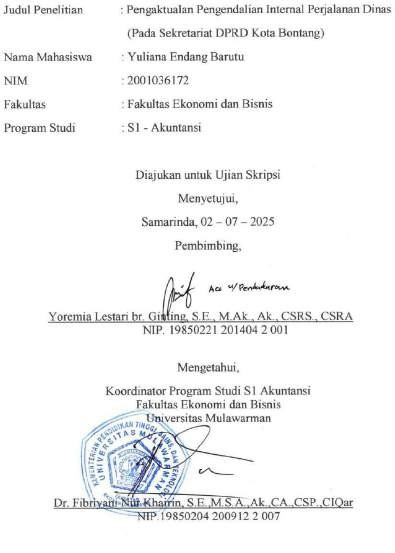 Judul Penelitian : Pengaktualan Pengendalian Internal Perjalanan Dinas
(Pada Sekretariat DPRD Kota Bontang)
Nama Mahasiswa : Yuliana Endang Barutu
NIM : 2001036172
Fakultas : Fakultas Ekonomi dan Bisnis
Program Studi : S1 - Akuntansi
Diajukan untuk Ujian Skripsi
Menyetujui,
Samarinda, 02 – 07 – 2025
Pembimbing,
Acc u/ Pendadaran
Yoremia Lestari br. Ginting, S.E., M.Ak., Ak., CSRS., CSRA
NIP. 19850221 201404 2 001
Mengetahui,
Koordinator Program Studi S1 Akuntansi
Fakultas Ekonomi dan Bisnis
Universitas Mulawarman
KEMENTERIAN PENDIDIKAN TINGGI, SAINS, DAN TEKNOLOGI
UNIVERSITAS MULAWARMAN
Dr. Fibriyani Nur Khairin, S.E.,M.S.A.,Ak.,CA.,CSP.,CIQar
NIP.19850204 200912 2 007